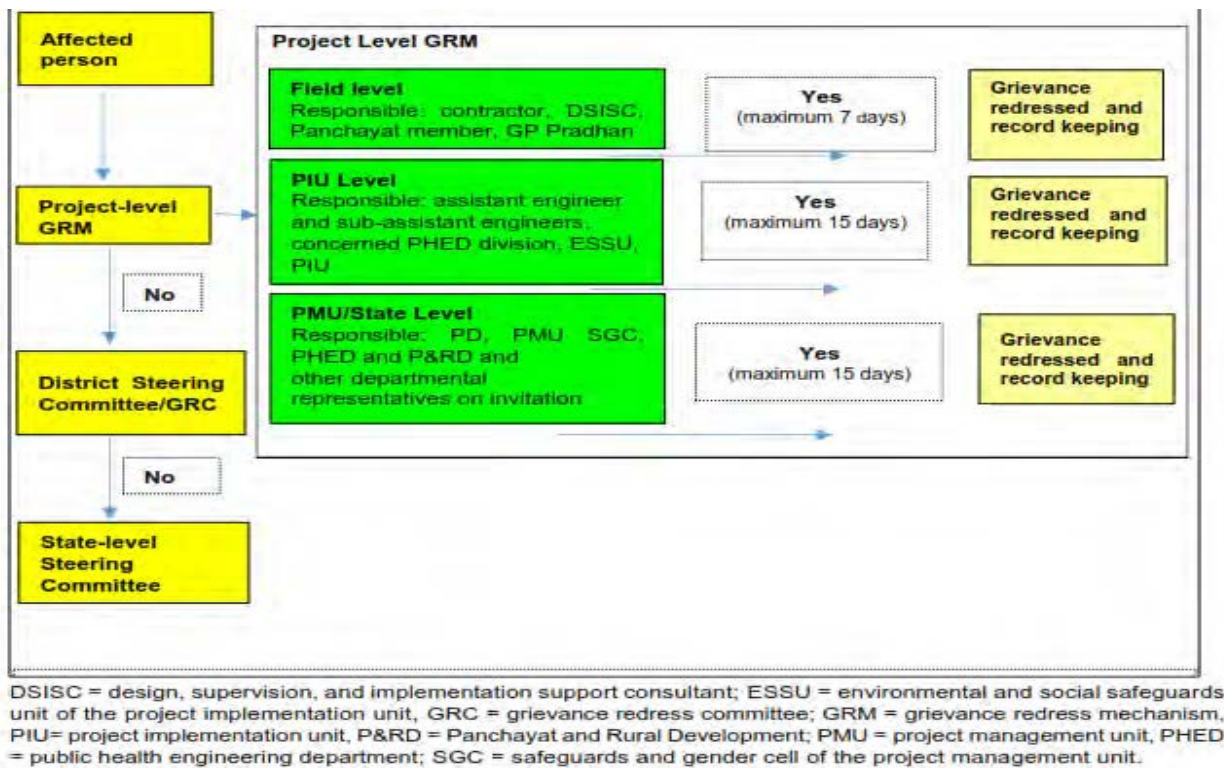 Affected
person
Project Level GRM
Field level
Responsible: contractor, DSISC,
Panchayat member, GP Pradhan
Yes
(maximum 7 days)
Grievance
redressed and
record keeping
Project-level
GRM
PIU Level
Responsible: assistant engineer
and sub-assistant engineers,
concerned PHED division, ESSU,
PIU
Yes
(maximum 15 days)
Grievance
redressed and
record keeping
No
PMU/State Level
Responsible: PD, PMU SGC,
PHED and P&RD and
other departmental
representatives on invitation
Yes
(maximum 15 days)
Grievance
redressed and
record keeping
District Steering
Committee/GRC
No
State-level
Steering
Committee
DSISC = design, supervision, and implementation support consultant; ESSU = environmental and social safeguards
unit of the project implementation unit, GRC = grievance redress committee; GRM = grievance redress mechanism,
PIU= project implementation unit, P&RD = Panchayat and Rural Development; PMU = project management unit, PHED
= public health engineering department; SGC = safeguards and gender cell of the project management unit.